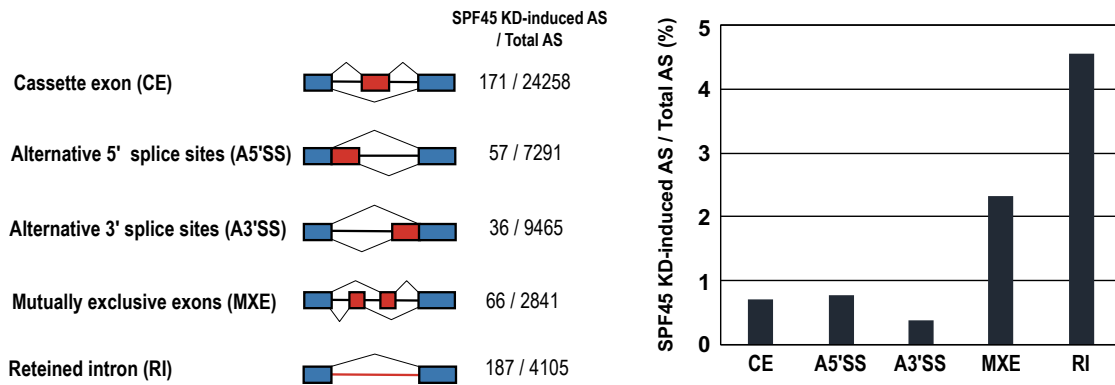 SPF45 KD-induced AS
/ Total AS
Cassette exon (CE)
171 / 24258
Alternative 5' splice sites (A5'SS)
57 / 7291
Alternative 3' splice sites (A3'SS)
36 / 9465
Mutually exclusive exons (MXE)
66 / 2841
Reteined intron (RI)
187 / 4105
SPF45 KD-induced AS / Total AS (%)
5
4
3
2
1
0
CE A5'SS A3'SS MXE RI